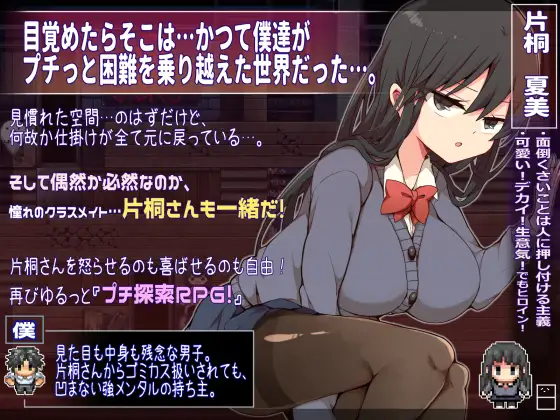 目覚めたらそこは…かつて僕達が
プチっと困難を乗り越えた世界だった…。
見慣れた空間…のはずだけど、
何故か仕掛けが全て元に戻っている…。
そして偶然か必然なのか、
憧れのクラスメイト…片桐さんも一緒だ!
片桐さんを怒らせるのも喜ばせるのも自由!
再びゆるっと『プチ探索RPG!』
片桐 夏美
・面倒くさいことは人に押し付ける主義
・可愛い!デカイ!生意気!でもヒロイン!
僕
見た目も中身も残念な男子。
片桐さんからゴミカス扱いされても、
凹まない強メンタルの持ち主。